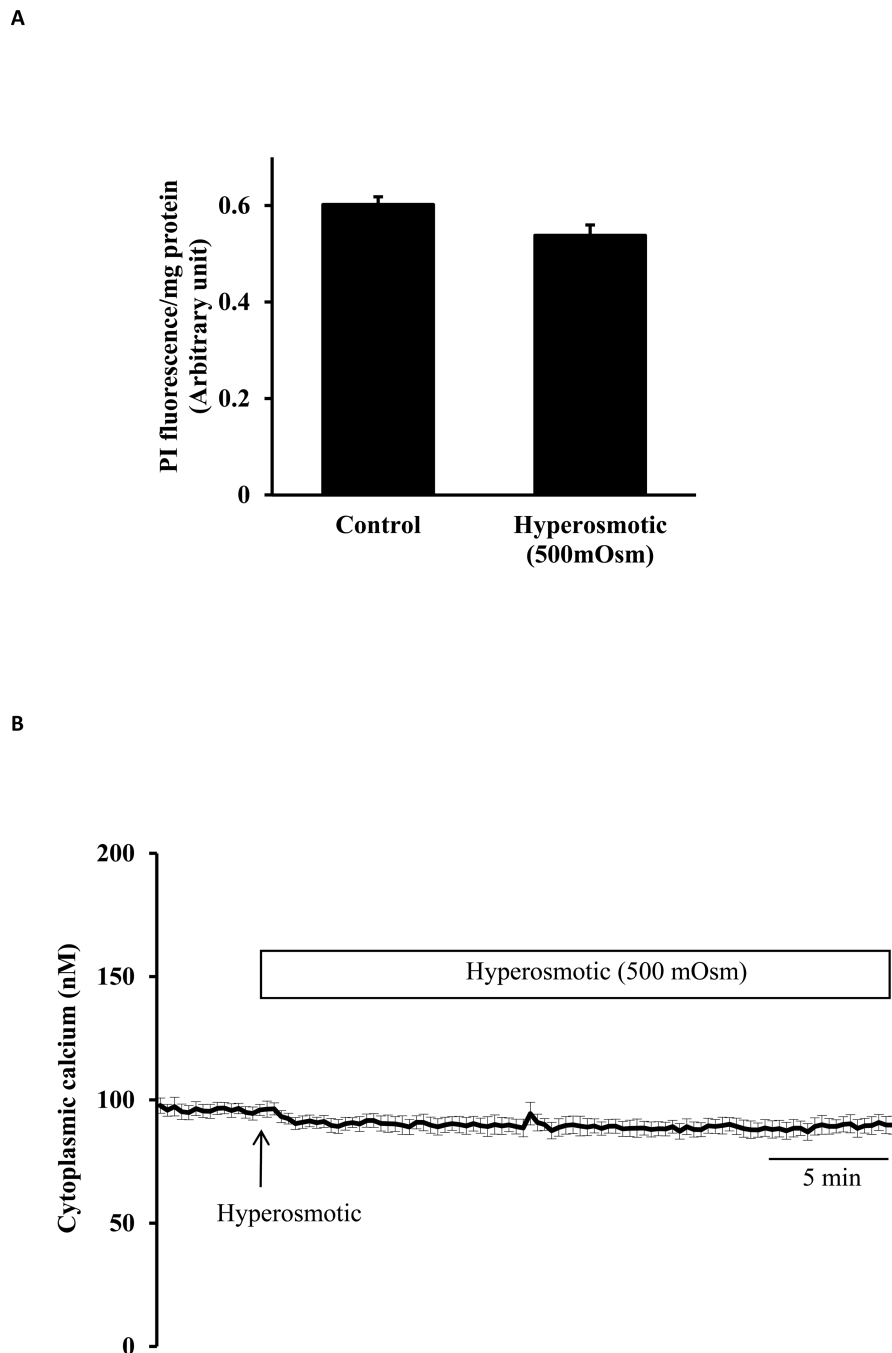 A
PI fluorescence/mg protein
(Arbitrary unit)
0.6
0.4
0.2
0
Control
Hyperosmotic
(500mOsm)
B
Cytoplasmic calcium (nM)
200
150
100
50
0
Hyperosmotic (500 mOsm)
5 min
Hyperosmotic